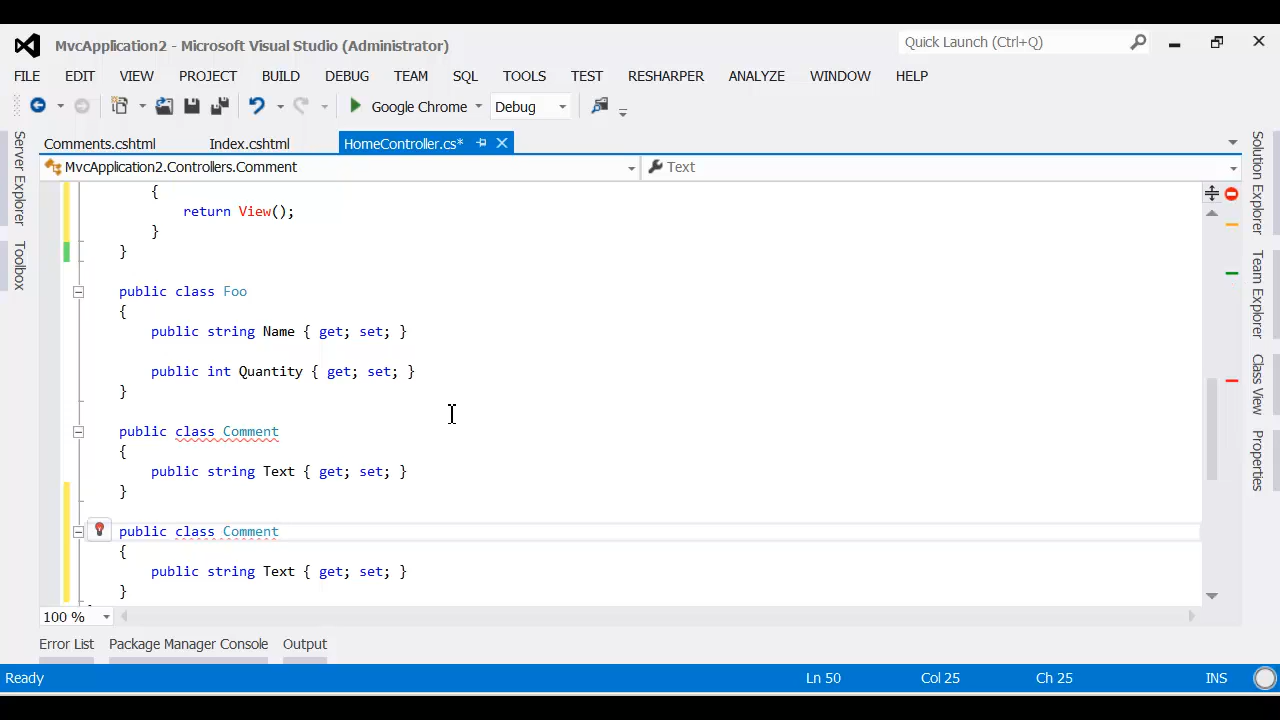 MvcApplication2 - Microsoft Visual Studio (Administrator)
Quick Launch (Ctrl+Q)
FILE EDIT VIEW PROJECT BUILD DEBUG TEAM SQL TOOLS TEST RESHARPER ANALYZE WINDOW HELP
Google Chrome Debug
Comments.cshtml Index.cshtml HomeController.cs*
MvcApplication2.Controllers.Comment Text
Server Explorer
Toolbox
{
return View();
}
}
public class Foo
{
public string Name { get; set; }
public int Quantity { get; set; }
}
public class Comment
{
public string Text { get; set; }
}
public class Comment
{
public string Text { get; set; }
}
Solution Explorer
Team Explorer
Class View
Properties
100 %
Error List Package Manager Console Output
Ready Ln 50 Col 25 Ch 25 INS